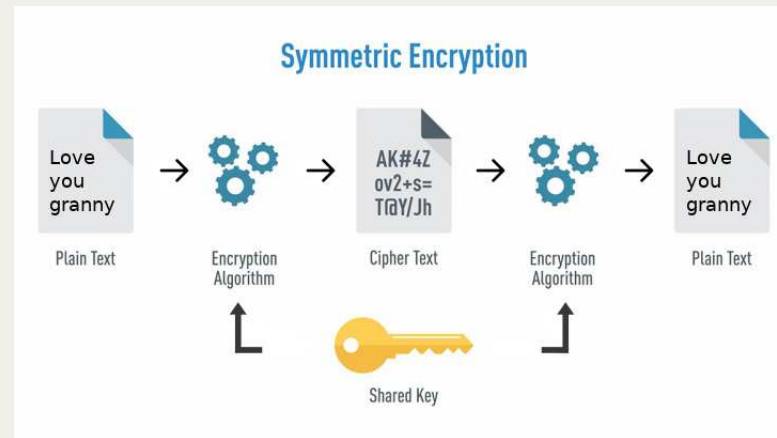 Symmetric Encryption
Love
you
granny
AK#4Z
ov2+s=
T@Y/Jh
Love
you
granny
Plain Text
Encryption
Algorithm
Cipher Text
Encryption
Algorithm
Plain Text
Shared Key